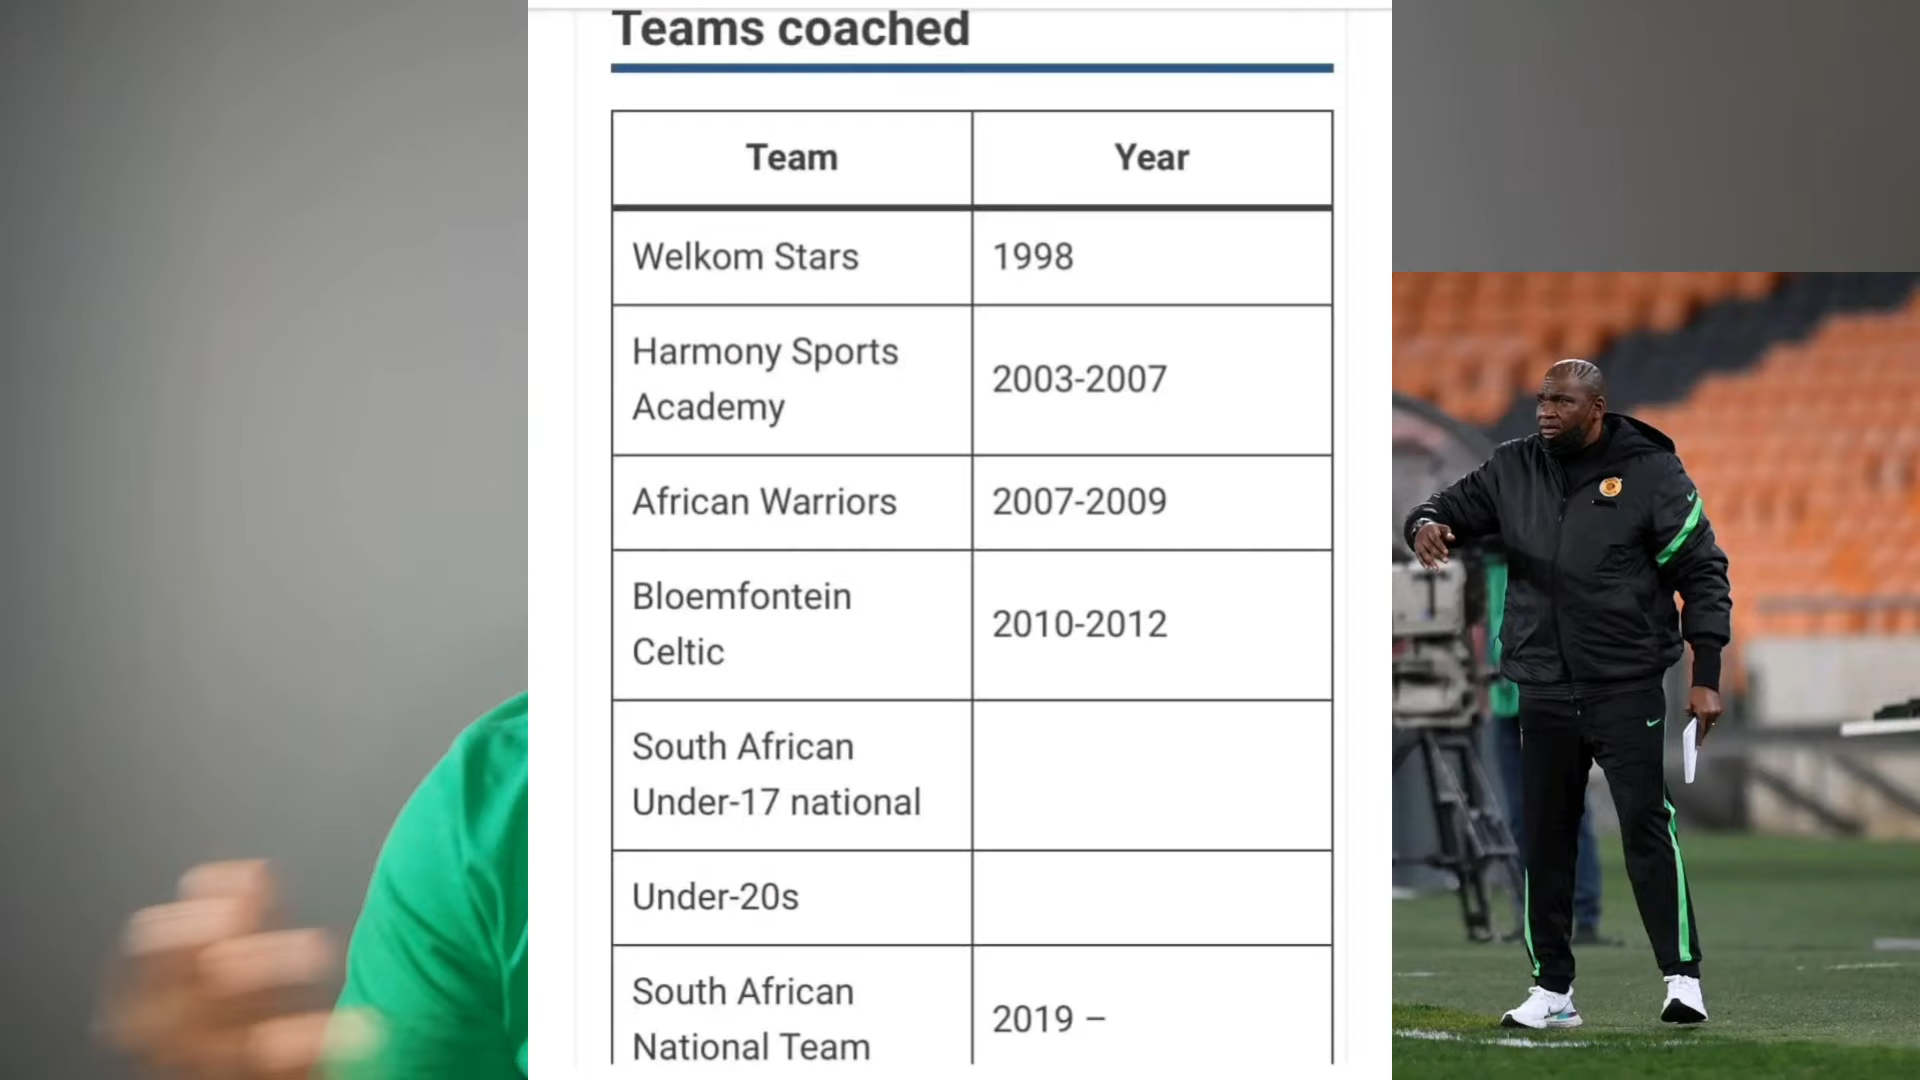 Teams coached
Team Year
Welkom Stars 1998
Harmony Sports
Academy
2003-2007
African Warriors 2007-2009
Bloemfontein
Celtic
2010-2012
South African
Under-17 national
Under-20s
South African
National Team
2019 –